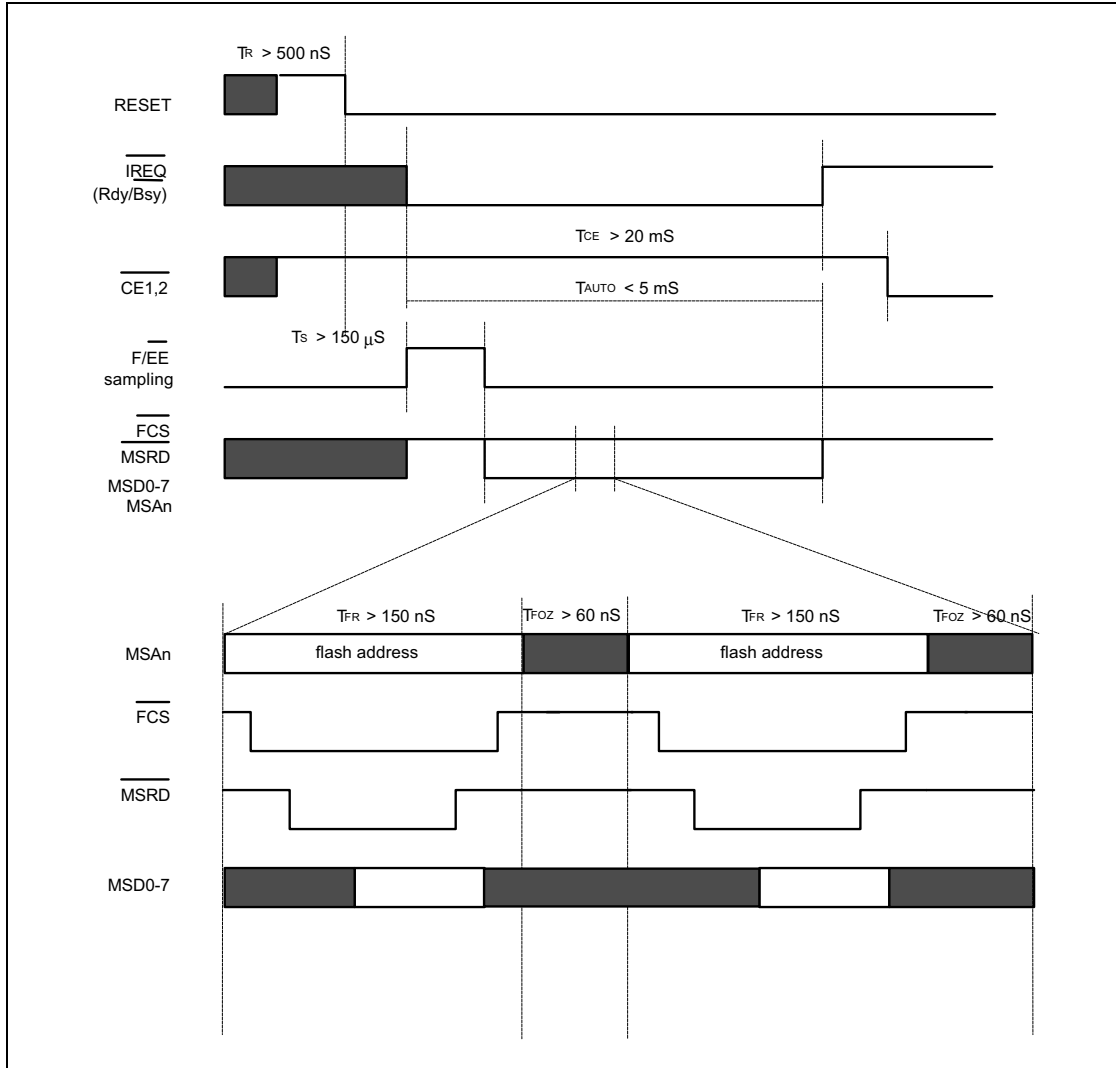 TR > 500 nS
RESET
IREQ
(Rdy/Bsy)
TCE > 20 mS
CE1,2
TAUTO < 5 mS
TS > 150 μS
F/EE
sampling
FCS
MSRD
MSD0-7
MSAn
TFR > 150 nS TFOZ > 60 nS TFR > 150 nS TFOZ > 60 nS
MSAn flash address flash address
FCS
MSRD
MSD0-7